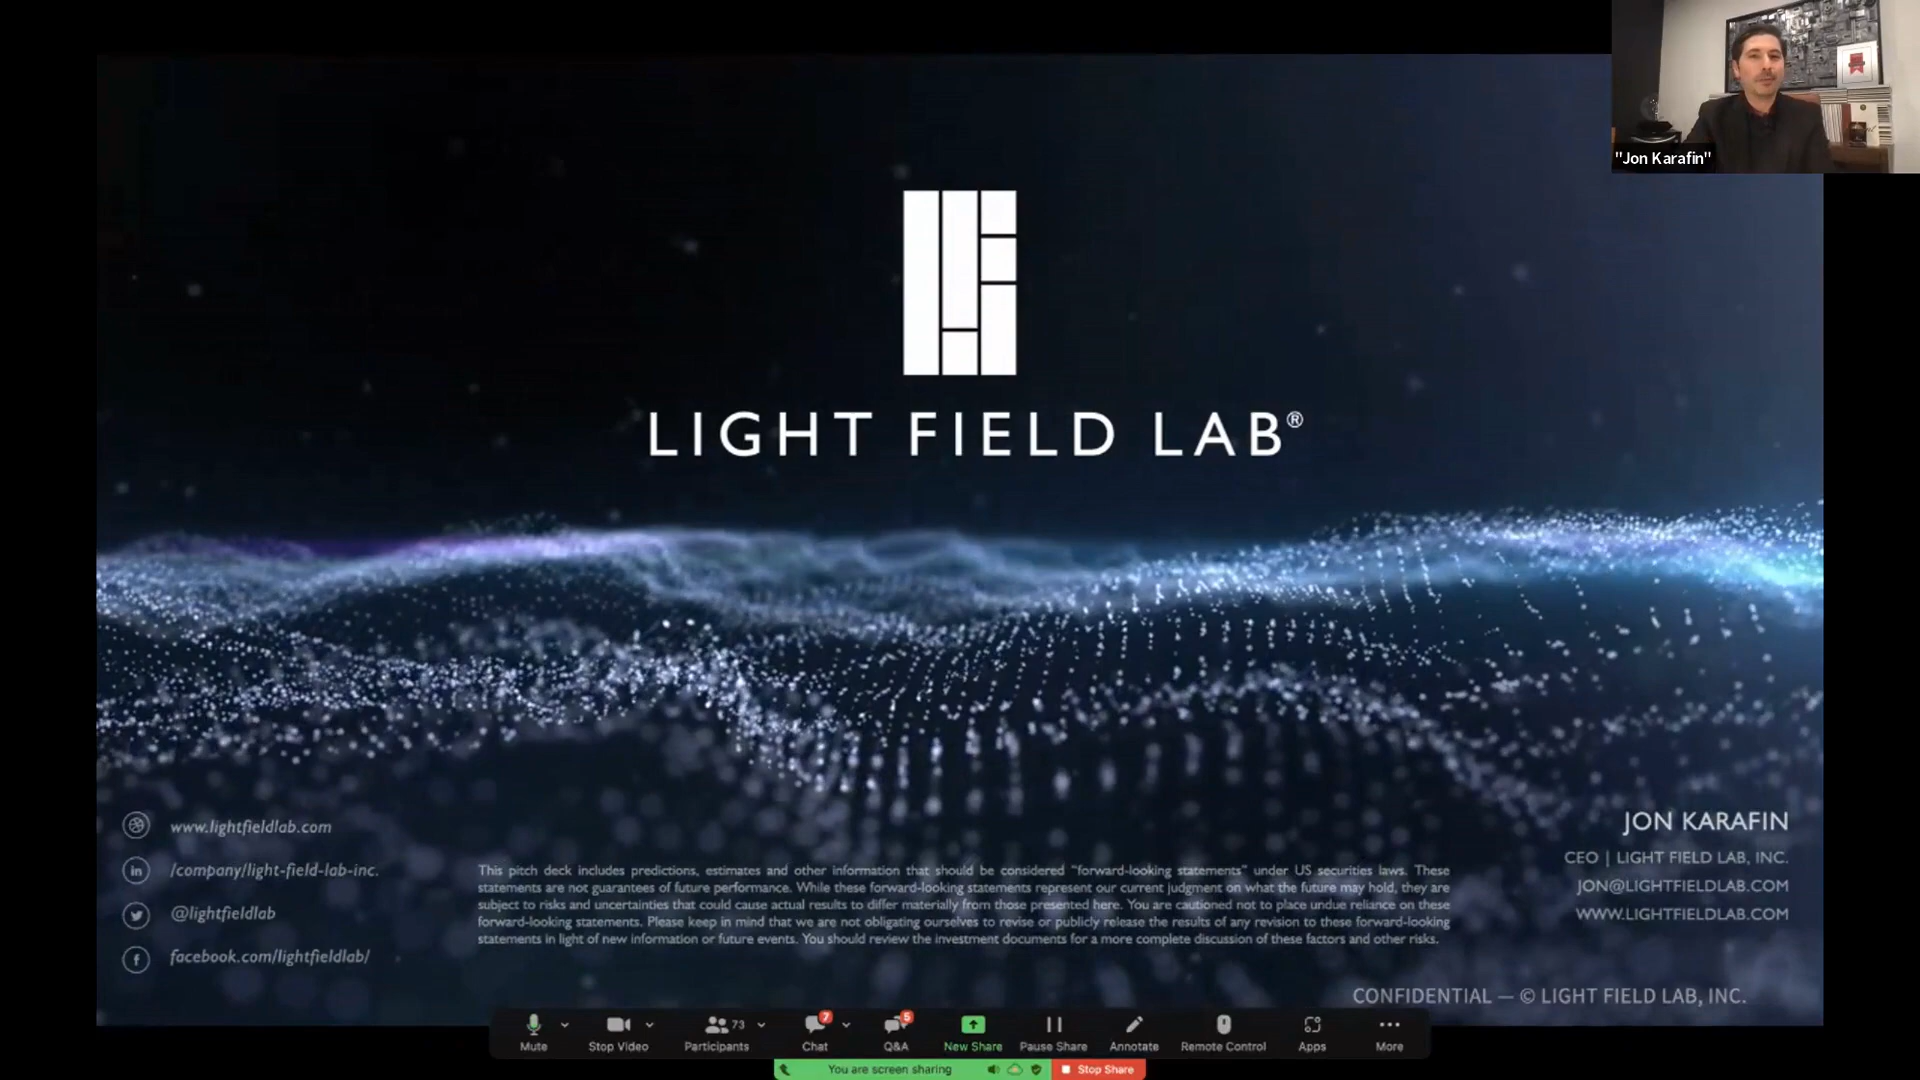 "Jon Karafin"
LIGHT FIELD LAB®
www.lightfieldlab.com
/company/light-field-lab-inc.
@lightfieldlab
facebook.com/lightfieldlab/
This pitch deck includes predictions, estimates and other information that should be considered "forward-looking statements" under US securities laws. These
statements are not guarantees of future performance. While these forward-looking statements represent our current judgment on what the future may hold, they are
subject to risks and uncertainties that could cause actual results to differ materially from those presented here. You are cautioned not to place undue reliance on these
forward-looking statements. Please keep in mind that we are not obligating ourselves to revise or publicly release the results of any revision to these forward-looking
statements in light of new information or future events. You should review the investment documents for a more complete discussion of these factors and other risks.
JON KARAFIN
CEO | LIGHT FIELD LAB, INC.
JON@LIGHTFIELDLAB.COM
WWW.LIGHTFIELDLAB.COM
CONFIDENTIAL — © LIGHT FIELD LAB, INC.
73 7 5
Mute Stop Video Participants Chat Q&A New Share Pause Share Annotate Remote Control Apps More
You are screen sharing Stop Share